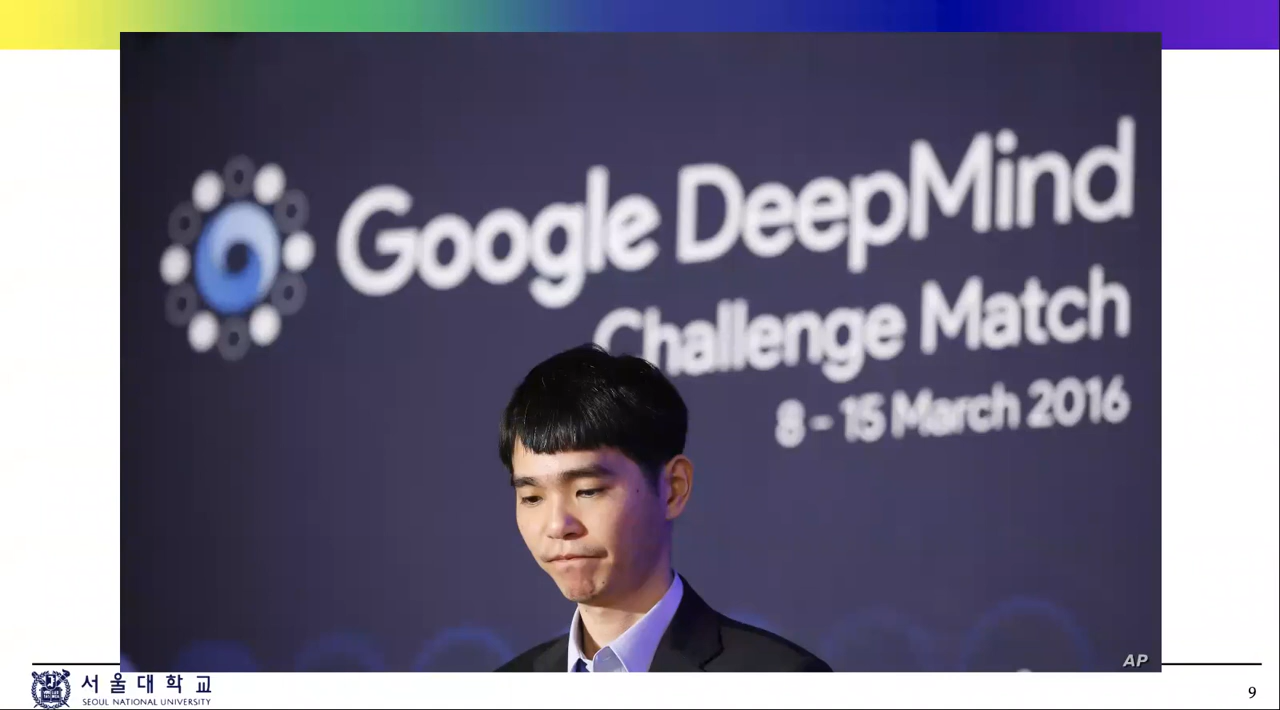 Google DeepMind
Challenge Match
8 - 15 March 2016
AP
서울대학교
SEOUL NATIONAL UNIVERSITY
9